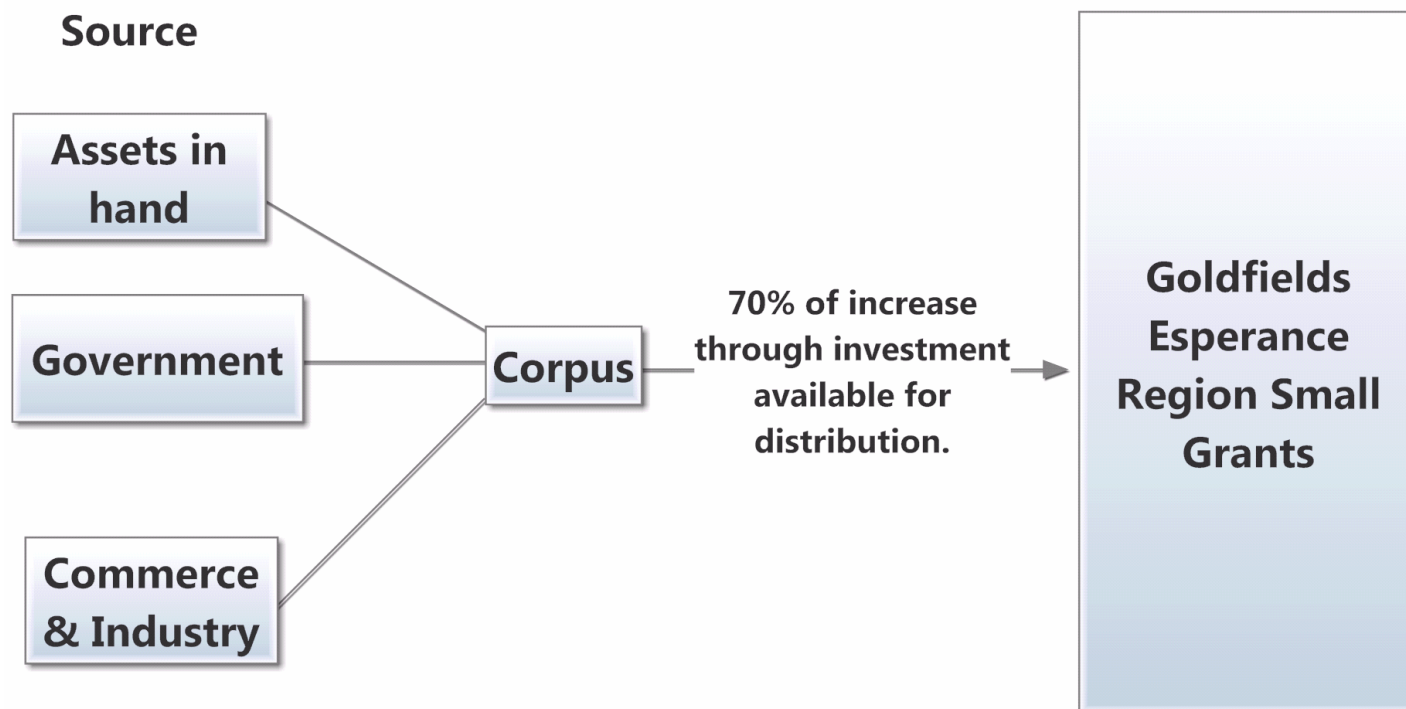 Source
Assets in
hand
Government
Commerce
& Industry
Corpus
70% of increase
through investment
available for
distribution.
Goldfields
Esperance
Region Small
Grants